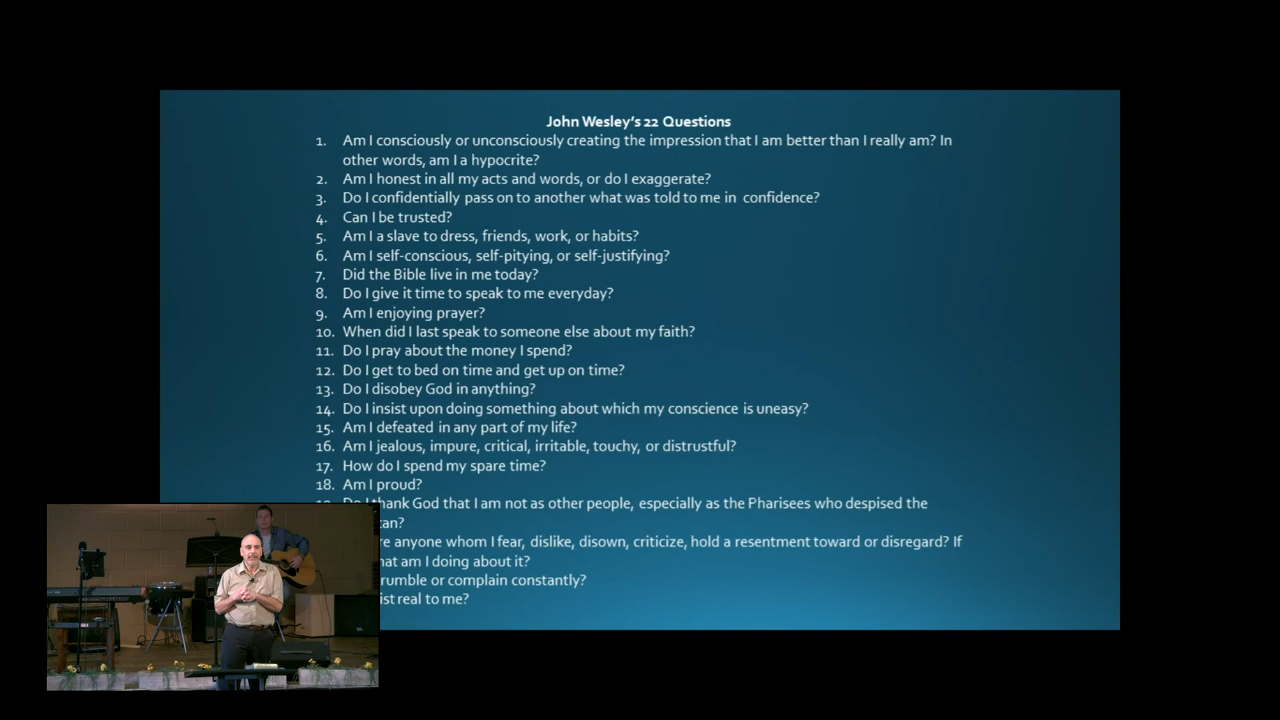 John Wesley's 22 Questions
1. Am I consciously or unconsciously creating the impression that I am better than I really am? In
other words, am I a hypocrite?
2. Am I honest in all my acts and words, or do I exaggerate?
3. Do I confidentially pass on to another what was told to me in confidence?
4. Can I be trusted?
5. Am I a slave to dress, friends, work, or habits?
6. Am I self-conscious, self-pitying, or self-justifying?
7. Did the Bible live in me today?
8. Do I give it time to speak to me everyday?
9. Am I enjoying prayer?
10. When did I last speak to someone else about my faith?
11. Do I pray about the money I spend?
12. Do I get to bed on time and get up on time?
13. Do I disobey God in anything?
14. Do I insist upon doing something about which my conscience is uneasy?
15. Am I defeated in any part of my life?
16. Am I jealous, impure, critical, irritable, touchy, or distrustful?
17. How do I spend my spare time?
18. Am I proud?
thank God that I am not as other people, especially as the Pharisees who despised the
anyone whom I fear, dislike, disown, criticize, hold a resentment toward or disregard? If
am I doing about it?
or complain constantly?
real to me?